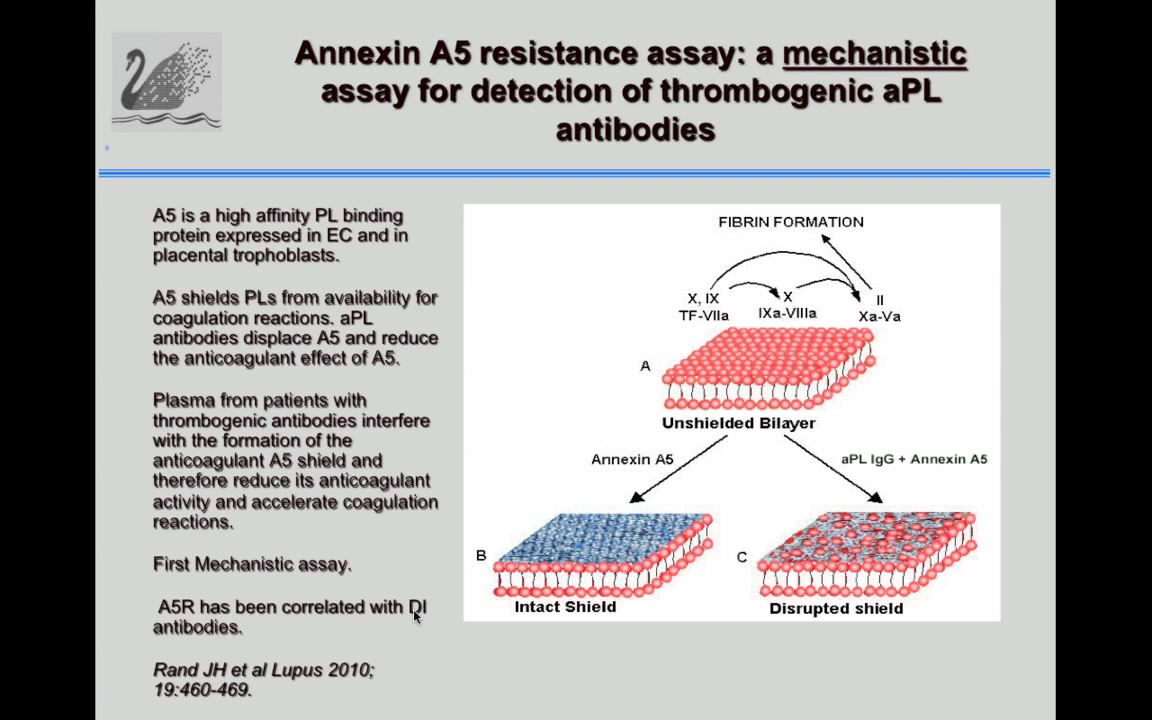 Annexin A5 resistance assay: a mechanistic
assay for detection of thrombogenic aPL
antibodies
A5 is a high affinity PL binding
protein expressed in EC and in
placental trophoblasts.
A5 shields PLs from availability for
coagulation reactions. aPL
antibodies displace A5 and reduce
the anticoagulant effect of A5.
Plasma from patients with
thrombogenic antibodies interfere
with the formation of the
anticoagulant A5 shield and
therefore reduce its anticoagulant
activity and accelerate coagulation
reactions.
First Mechanistic assay.
A5R has been correlated with DI
antibodies.
Rand JH et al Lupus 2010;
19:460-469.
FIBRIN FORMATION
X, IX
TF-VIIa
X
IXa-VIIIa
II
Xa-Va
A
Unshielded Bilayer
Annexin A5
aPL IgG + Annexin A5
B
Intact Shield
C
Disrupted shield